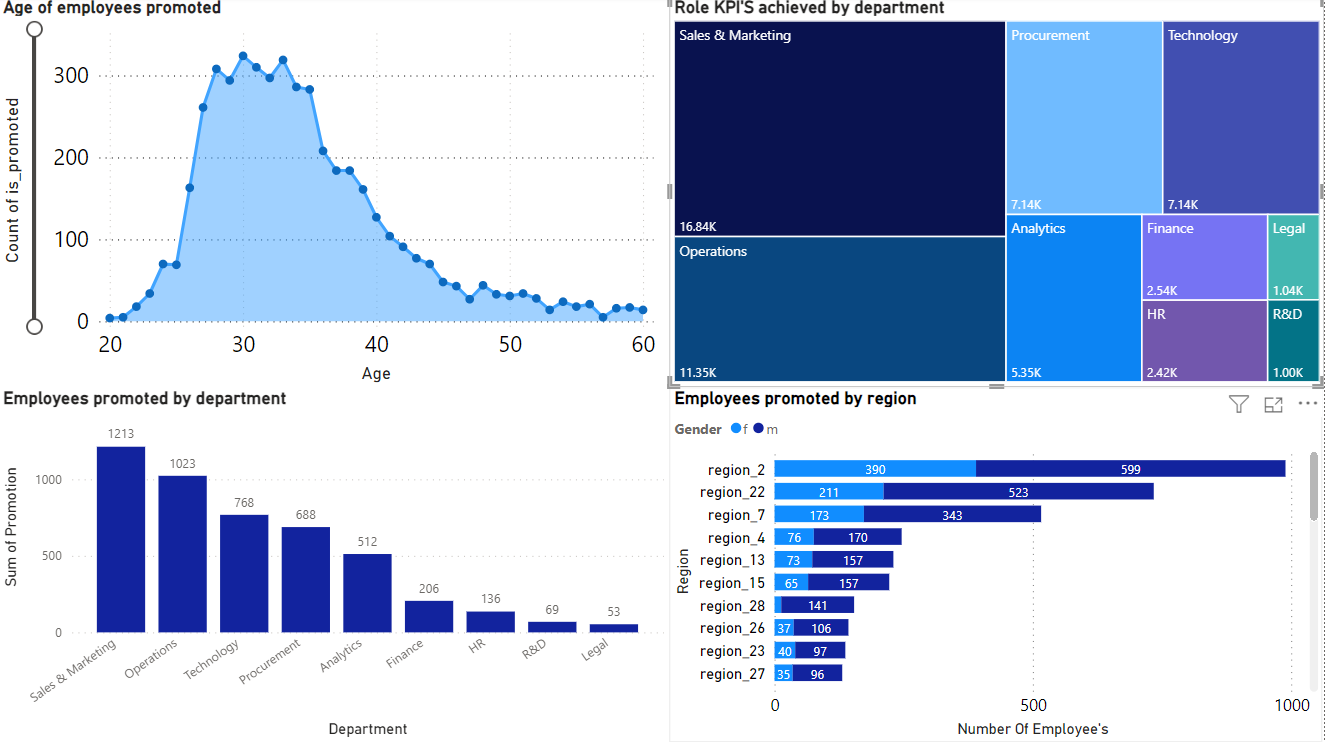 Age of employees promoted
Count of is_promoted
300
200
100
0
20 30 40 50 60
Age
Role KPI'S achieved by department
Sales & Marketing
16.84K
Operations
11.35K
Procurement
7.14K
Technology
7.14K
Analytics
5.35K
Finance
2.54K
HR
2.42K
Legal
1.04K
R&D
1.00K
Employees promoted by department
Sum of Promotion
1000
500
0
1213
1023
768
688
512
206
136
69
53
Sales & Marketing
Operations
Technology
Procurement
Analytics
Finance
HR
R&D
Legal
Department
Employees promoted by region
Gender f m
Region
region_2 390 599
region_22 211 523
region_7 173 343
region_4 76 170
region_13 73 157
region_15 65 157
region_28 141
region_26 37 106
region_23 40 97
region_27 35 96
0 500 1000
Number Of Employee's